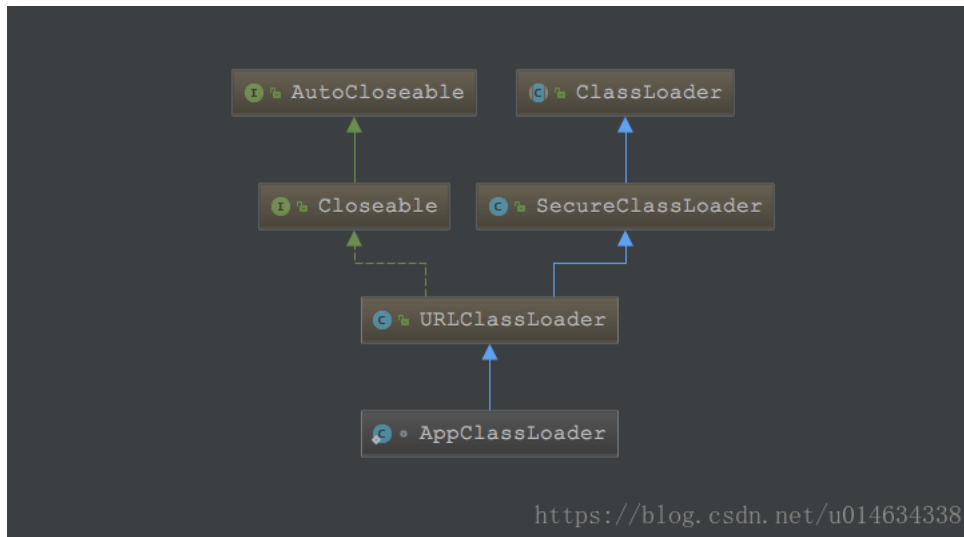 AutoCloseable
ClassLoader
Closeable
SecureClassLoader
URLClassLoader
AppClassLoader
https://blog.csdn.net/u014634338